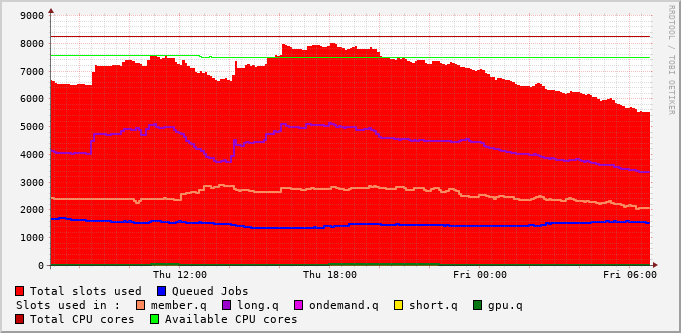 9000
8000
7000
6000
5000
4000
3000
2000
1000
0
Thu 12:00 Thu 18:00 Fri 00:00 Fri 06:00
RRDTOOL / TOBI OETIKER
Total slots used Queued Jobs
Slots used in : member.q long.q ondemand.q short.q gpu.q
Total CPU cores Available CPU cores